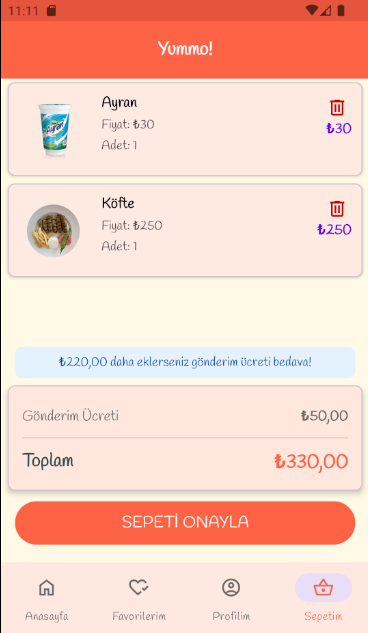 11:11
Yummo!
Ayran
Fiyat: ₺30
Adet: 1
₺30
Köfte
Fiyat: ₺250
Adet: 1
₺250
₺220,00 daha eklerseniz gönderim ücreti bedava!
Gönderim Ücreti ₺50,00
Toplam ₺330,00
SEPETİ ONAYLA
Anasayfa Favorilerim Profilim Sepetim